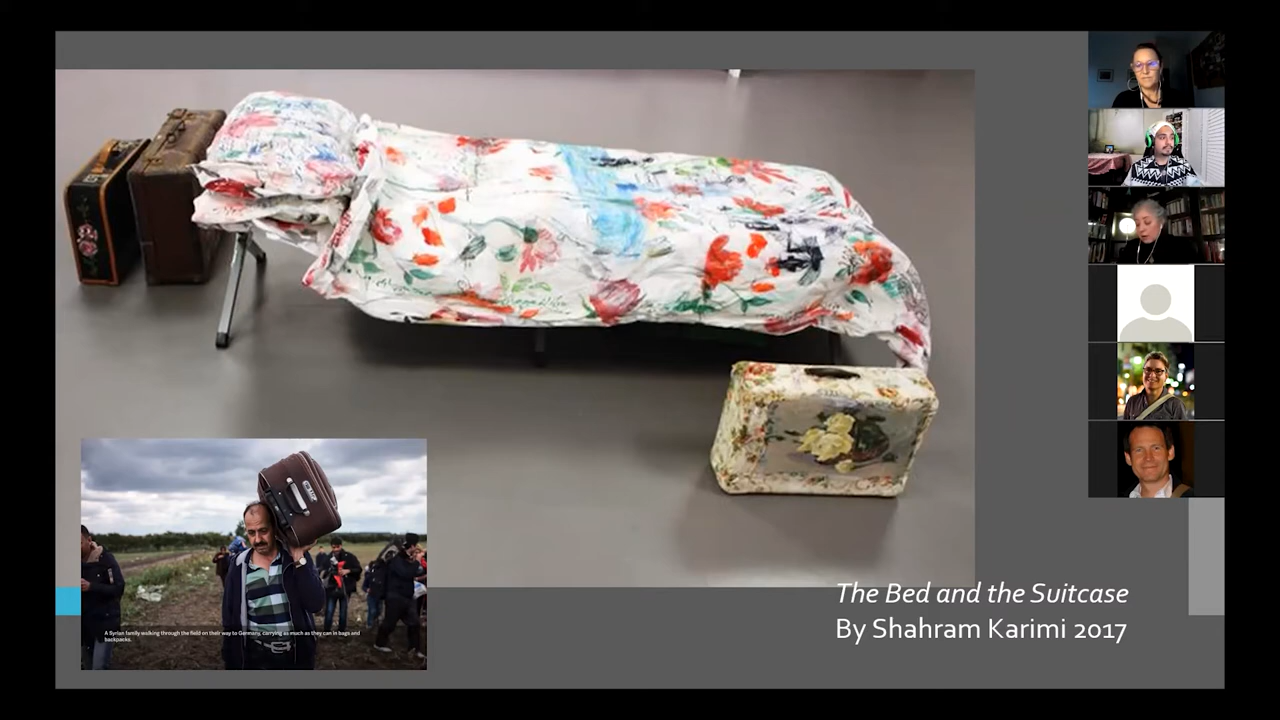 The Bed and the Suitcase
By Shahram Karimi 2017
A Syrian family walking through the field on their way to Germany, carrying as much as they can in bags and
backpacks.